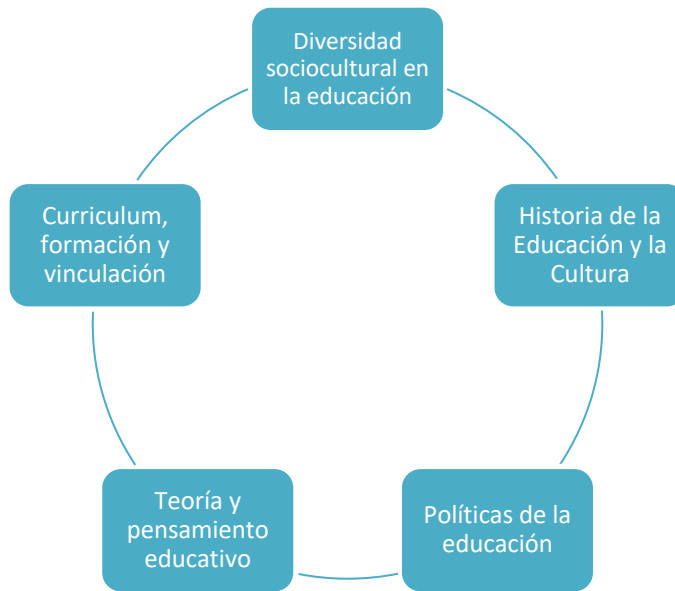 Diversidad
sociocultural en
la educación
Historia de la
Educación y la
Cultura
Políticas de la
educación
Teoría y
pensamiento
educativo
Curriculum,
formación y
vinculación